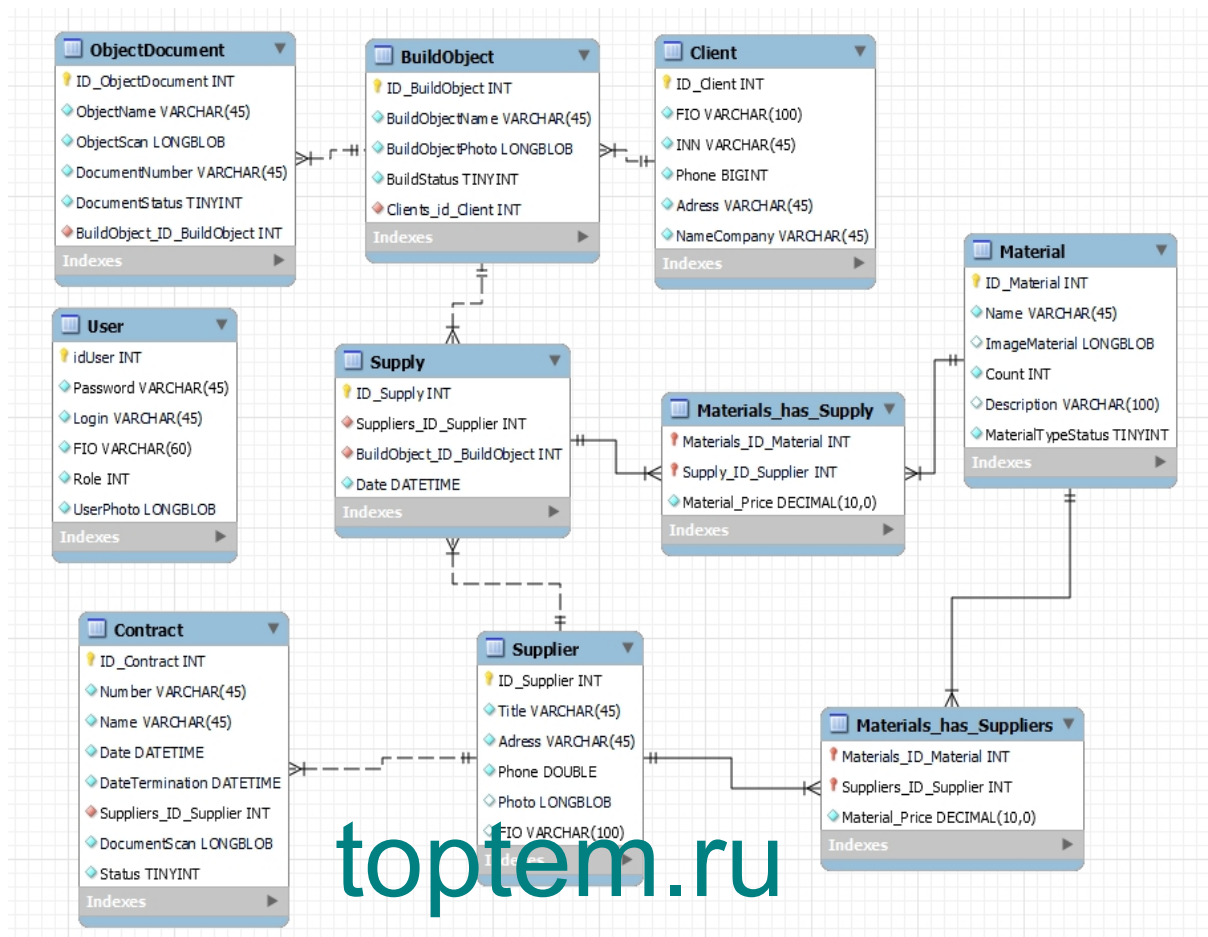 ObjectDocument
ID_ObjectDocument INT
ObjectName VARCHAR(45)
ObjectScan LONGBLOB
DocumentNumber VARCHAR(45)
DocumentStatus TINYINT
BuildObject_ID_BuildObject INT
Indexes
BuildObject
ID_BuildObject INT
BuildObjectName VARCHAR(45)
BuildObjectPhoto LONGBLOB
BuildStatus TINYINT
Clients_id_Client INT
Indexes
Client
ID_Client INT
FIO VARCHAR(100)
INN VARCHAR(45)
Phone BIGINT
Adress VARCHAR(45)
NameCompany VARCHAR(45)
Indexes
Material
ID_Material INT
Name VARCHAR(45)
ImageMaterial LONGBLOB
Count INT
Description VARCHAR(100)
MaterialTypeStatus TINYINT
Indexes
User
idUser INT
Password VARCHAR(45)
Login VARCHAR(45)
FIO VARCHAR(60)
Role INT
UserPhoto LONGBLOB
Indexes
Supply
ID_Supply INT
Suppliers_ID_Supplier INT
BuildObject_ID_BuildObject INT
Date DATETIME
Indexes
Materials_has_Supply
Materials_ID_Material INT
Supply_ID_Supplier INT
Material_Price DECIMAL(10,0)
Indexes
Contract
ID_Contract INT
Number VARCHAR(45)
Name VARCHAR(45)
Date DATETIME
DateTermination DATETIME
Suppliers_ID_Supplier INT
DocumentScan LONGBLOB
Status TINYINT
Indexes
Supplier
ID_Supplier INT
Title VARCHAR(45)
Adress VARCHAR(45)
Phone DOUBLE
Photo LONGBLOB
FIO VARCHAR(100)
Indexes
Materials_has_Suppliers
Materials_ID_Material INT
Suppliers_ID_Supplier INT
Material_Price DECIMAL(10,0)
Indexes
toptem.ru